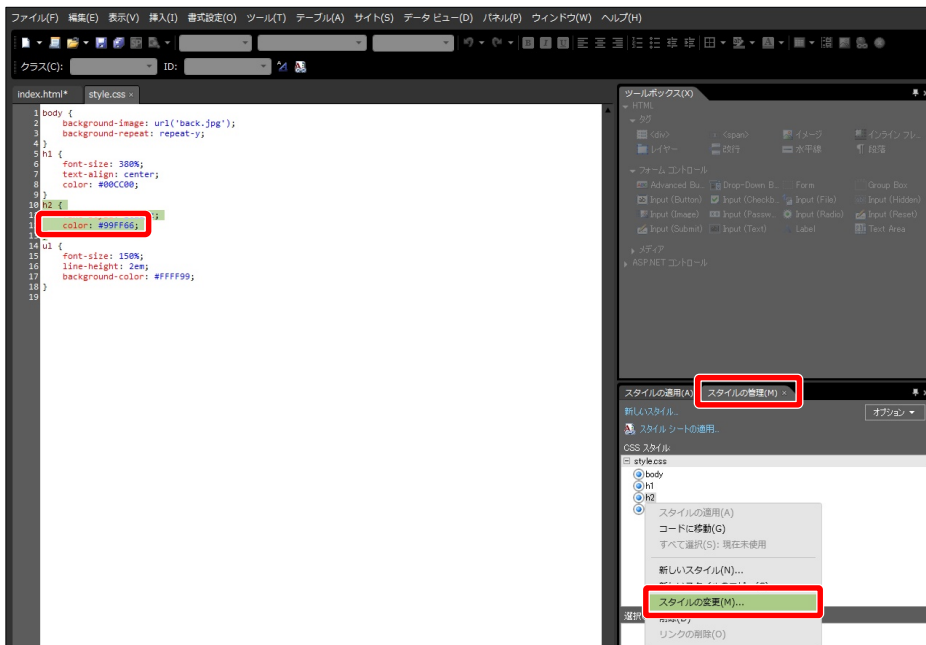 ファイル(F) 編集(E) 表示(V) 挿入(I) 書式設定(O) ツール(T) テーブル(A) サイト(S) データ ビュー(D) パネル(P) ウィンドウ(W) ヘルプ(H)
クラス(C): ID:
index.html* style.css ×
1 body {
2 background-image: url('back.jpg');
3 background-repeat: repeat-y;
4 }
5 h1 {
6 font-size: 380%;
7 text-align: center;
8 color: #00CC00;
9 }
10 h2 {
color: #99FF66;
14 ul {
15 font-size: 150%;
16 line-height: 2em;
17 background-color: #FFFF99;
18 }
19
ツールボックス(X)
HTML
タグ
<div> <span> イメージ インライン フレ...
レイヤー 改行 水平線 段落
フォーム コントロール
Advanced Bu... Drop-Down B... Form Group Box
Input (Button) Input (Checkb... Input (File) Input (Hidden)
Input (Image) Input (Passw... Input (Radio) Input (Reset)
Input (Submit) Input (Text) Label Text Area
メディア
ASP.NET コントロール
スタイルの適用(A) スタイルの管理(M) ×
新しいスタイル... オプション
スタイル シートの適用...
CSS スタイル
style.css
body
h1
h2
スタイルの適用(A)
コードに移動(G)
すべて選択(S): 現在未使用
新しいスタイル(N)...
スタイルの変更(M)...
選択
削除(D)
リンクの削除(O)